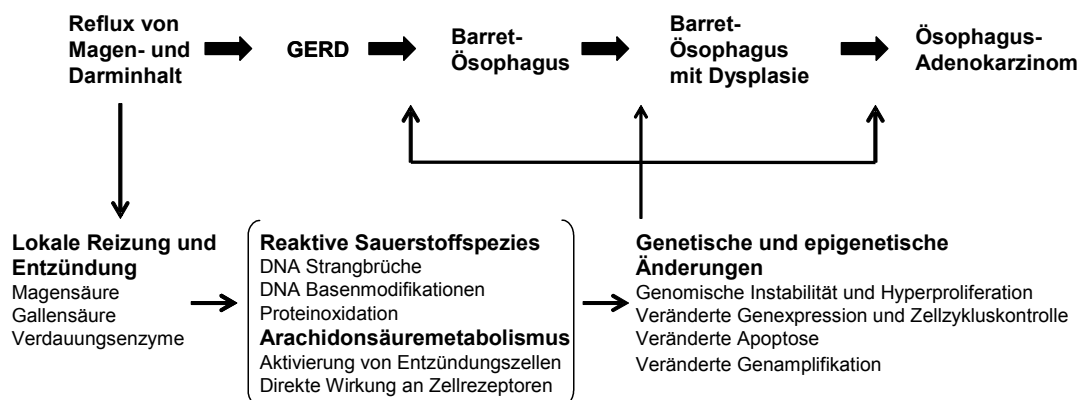 Reflux von
Magen- und
Darminhalt
GERD
Barret-
Ösophagus
Barret-
Ösophagus
mit Dysplasie
Ösophagus-
Adenokarzinom
Lokale Reizung und
Entzündung
Magensäure
Gallensäure
Verdauungsenzyme
Reaktive Sauerstoffspezies
DNA Strangbrüche
DNA Basenmodifikationen
Proteinoxidation
Arachidonsäuremetabolismus
Aktivierung von Entzündungszellen
Direkte Wirkung an Zellrezeptoren
Genetische und epigenetische
Änderungen
Genomische Instabilität und Hyperproliferation
Veränderte Genexpression und Zellzykluskontrolle
Veränderte Apoptose
Veränderte Genamplifikation